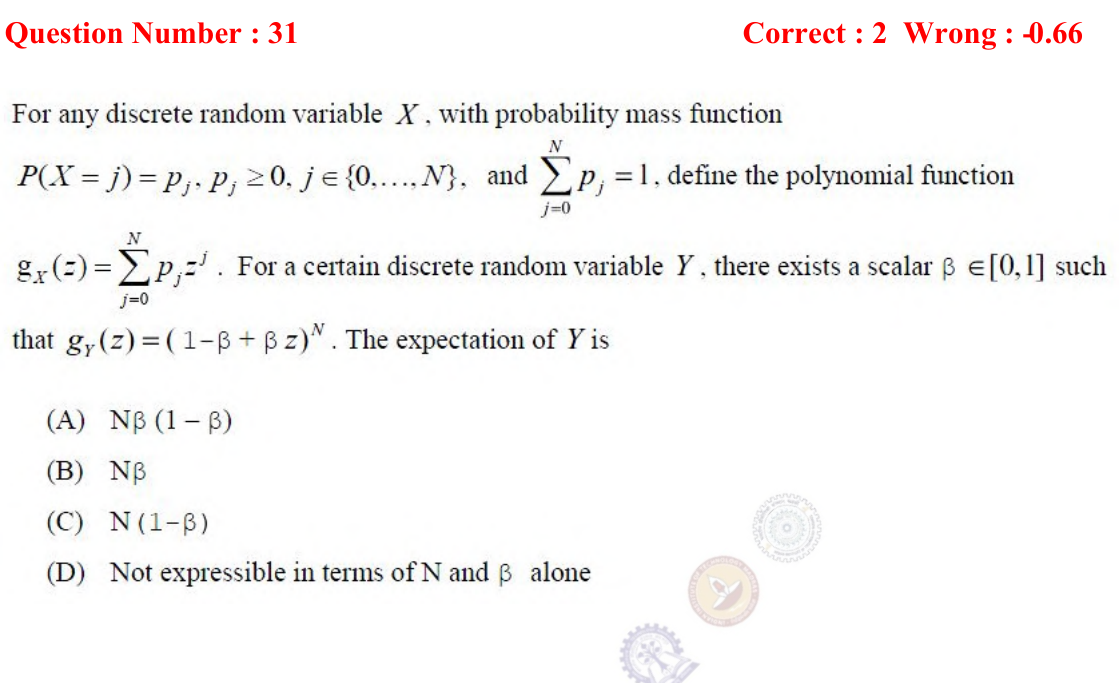 Question Number : 31 Correct : 2 Wrong : -0.66
For any discrete random variable X, with probability mass function
P(X = j) = p_j, p_j ≥ 0, j ∈ {0,…,N}, and \sum_{j=0}^{N} p_j = 1, define the polynomial function
g_X(z) = \sum_{j=0}^{N} p_j z^j . For a certain discrete random variable Y, there exists a scalar β ∈ [0,1] such
that g_Y(z) = (1−β + β z)^N . The expectation of Y is
(A) Nβ (1 – β)
(B) Nβ
(C) N (1–β)
(D) Not expressible in terms of N and β alone